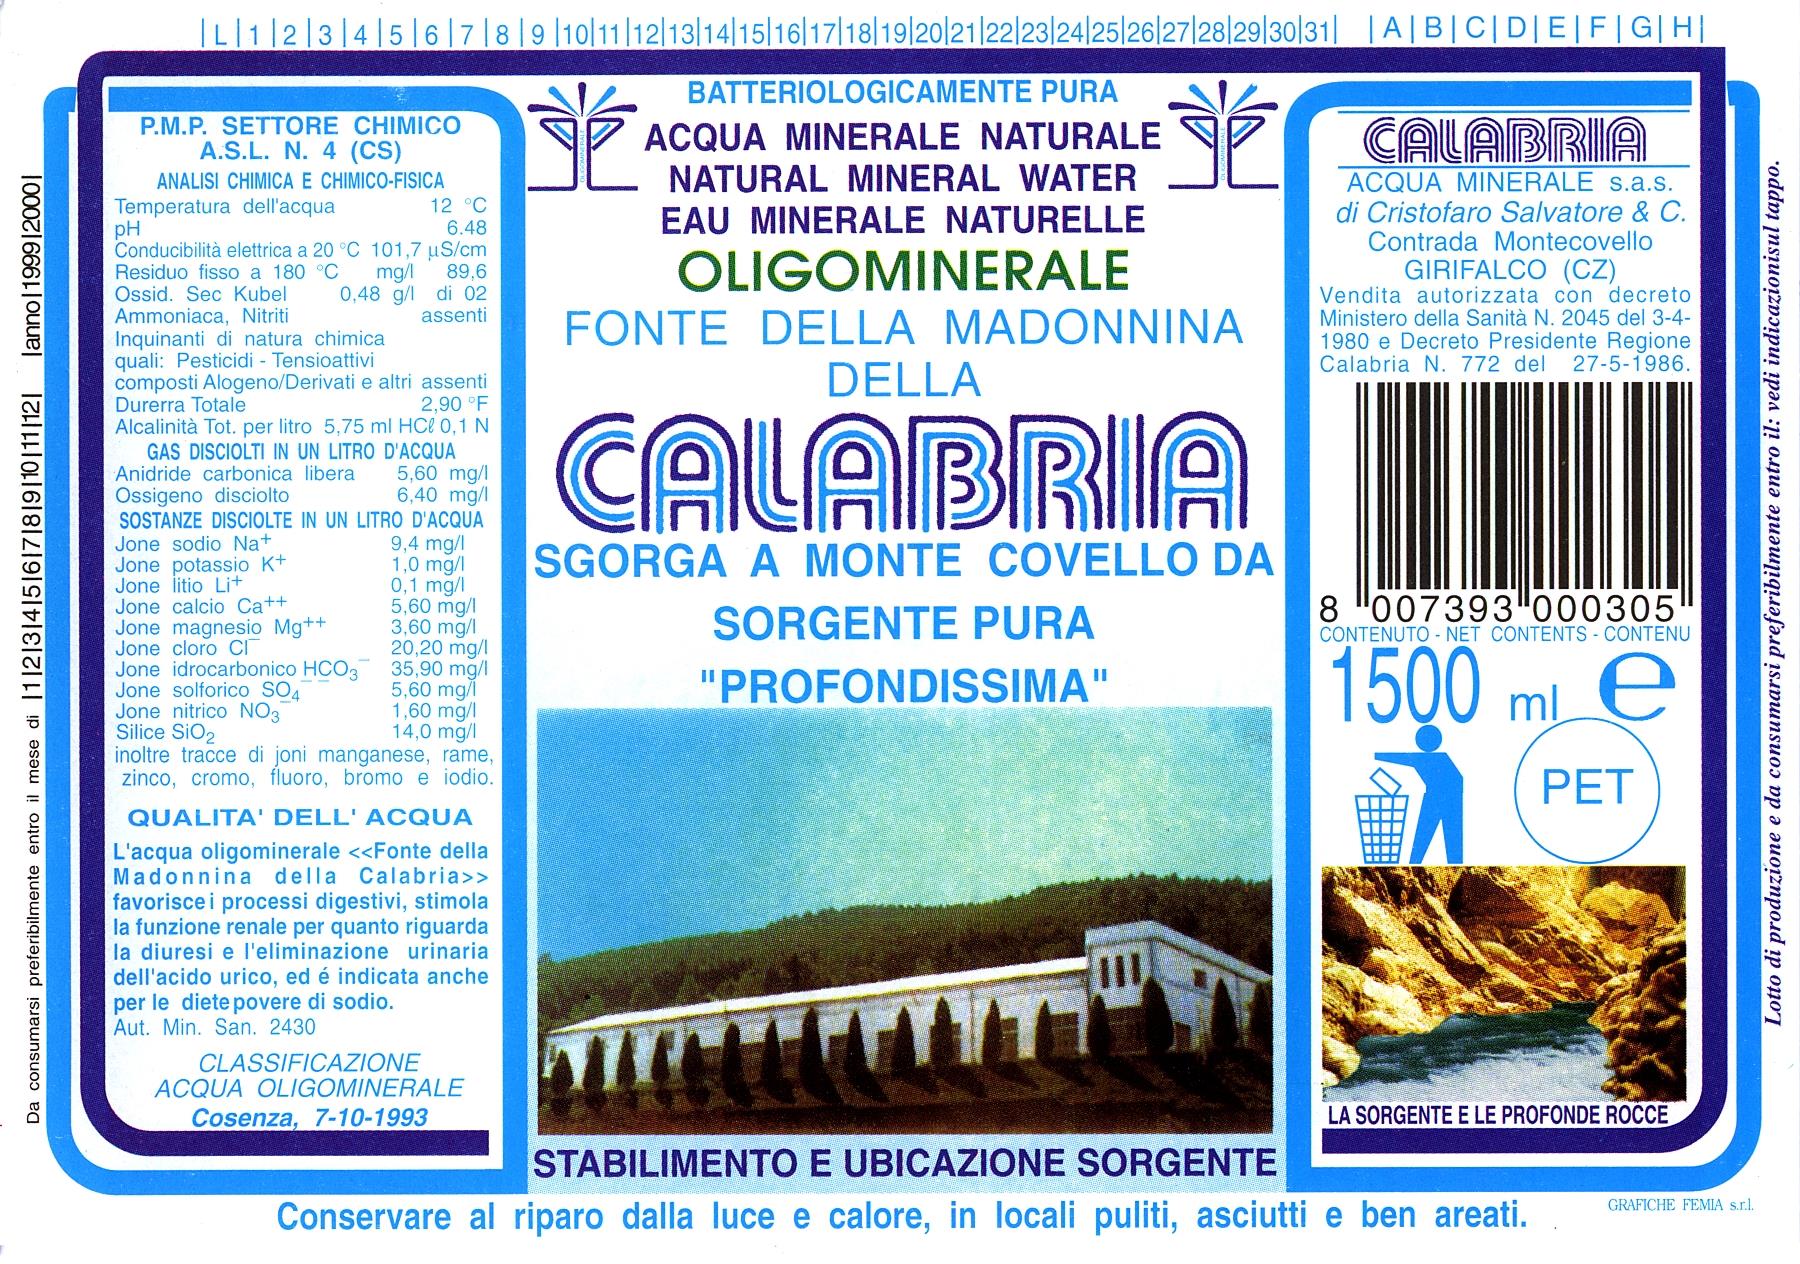 |L|1|2|3|4|5|6|7|8|9|10|11|12|13|14|15|16|17|18|19|20|21|22|23|24|25|26|27|28|29|30|31| |A|B|C|D|E|F|G|H|
Da consumarsi preferibilmente entro il mese di |1|2|3|4|5|6|7|8|9|10|11|12| |anno|1999|2000|
P.M.P. SETTORE CHIMICO
A.S.L. N. 4 (CS)
ANALISI CHIMICA E CHIMICO-FISICA
Temperatura dell'acqua 12 °C
pH 6.48
Conducibilità elettrica a 20 °C 101,7 µS/cm
Residuo fisso a 180 °C mg/l 89,6
Ossid. Sec Kubel 0,48 g/l di 02
Ammoniaca, Nitriti assenti
Inquinanti di natura chimica
quali: Pesticidi - Tensioattivi
composti Alogeno/Derivati e altri assenti
Durerra Totale 2,90 °F
Alcalinità Tot. per litro 5,75 ml HCℓ 0,1 N
GAS DISCIOLTI IN UN LITRO D'ACQUA
Anidride carbonica libera 5,60 mg/l
Ossigeno disciolto 6,40 mg/l
SOSTANZE DISCIOLTE IN UN LITRO D'ACQUA
Jone sodio Na+ 9,4 mg/l
Jone potassio K+ 1,0 mg/l
Jone litio Li+ 0,1 mg/l
Jone calcio Ca++ 5,60 mg/l
Jone magnesio Mg++ 3,60 mg/l
Jone cloro Cl− 20,20 mg/l
Jone idrocarbonico HCO3− 35,90 mg/l
Jone solforico SO4−− 5,60 mg/l
Jone nitrico NO3− 1,60 mg/l
Silice SiO2 14,0 mg/l
inoltre tracce di joni manganese, rame,
zinco, cromo, fluoro, bromo e iodio.
QUALITA' DELL' ACQUA
L'acqua oligominerale <<Fonte della
Madonnina della Calabria>>
favorisce i processi digestivi, stimola
la funzione renale per quanto riguarda
la diuresi e l'eliminazione urinaria
dell'acido urico, ed é indicata anche
per le diete povere di sodio.
Aut. Min. San. 2430
CLASSIFICAZIONE
ACQUA OLIGOMINERALE
Cosenza, 7-10-1993
BATTERIOLOGICAMENTE PURA
OLIGOMINERALE
OLIGOMINERALE
ACQUA MINERALE NATURALE
NATURAL MINERAL WATER
EAU MINERALE NATURELLE
OLIGOMINERALE
FONTE DELLA MADONNINA
DELLA
CALABRIA
SGORGA A MONTE COVELLO DA
SORGENTE PURA
"PROFONDISSIMA"
STABILIMENTO E UBICAZIONE SORGENTE
CALABRIA
ACQUA MINERALE s.a.s.
di Cristofaro Salvatore & C.
Contrada Montecovello
GIRIFALCO (CZ)
Vendita autorizzata con decreto
Ministero della Sanità N. 2045 del 3-4-
1980 e Decreto Presidente Regione
Calabria N. 772 del 27-5-1986.
8 007393 000305
CONTENUTO - NET CONTENTS - CONTENU
1500 ml e
PET
LA SORGENTE E LE PROFONDE ROCCE
Lotto di produzione e da consumarsi preferibilmente entro il: vedi indicazionisul tappo.
Conservare al riparo dalla luce e calore, in locali puliti, asciutti e ben areati.
GRAFICHE FEMIA s.r.l.